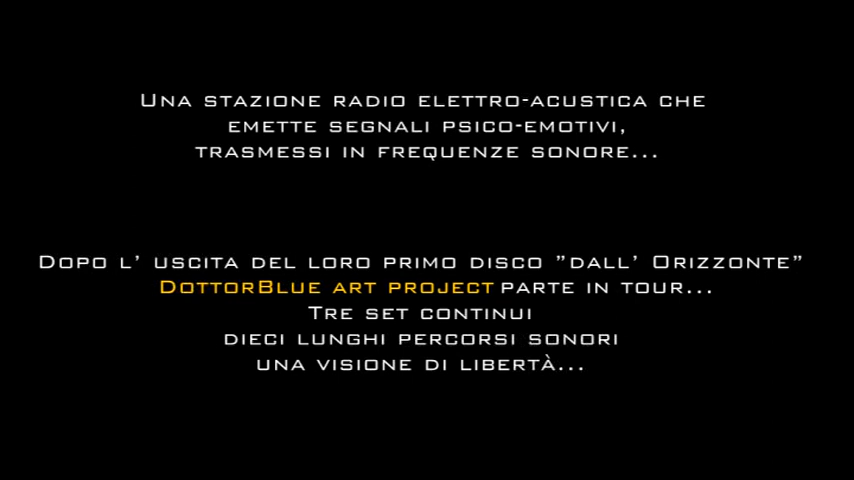 Una stazione radio elettro-acustica che
emette segnali psico-emotivi,
trasmessi in frequenze sonore...
Dopo l' uscita del loro primo disco "dall' Orizzonte"
DottorBlue art project parte in tour...
Tre set continui
dieci lunghi percorsi sonori
una visione di libertà...